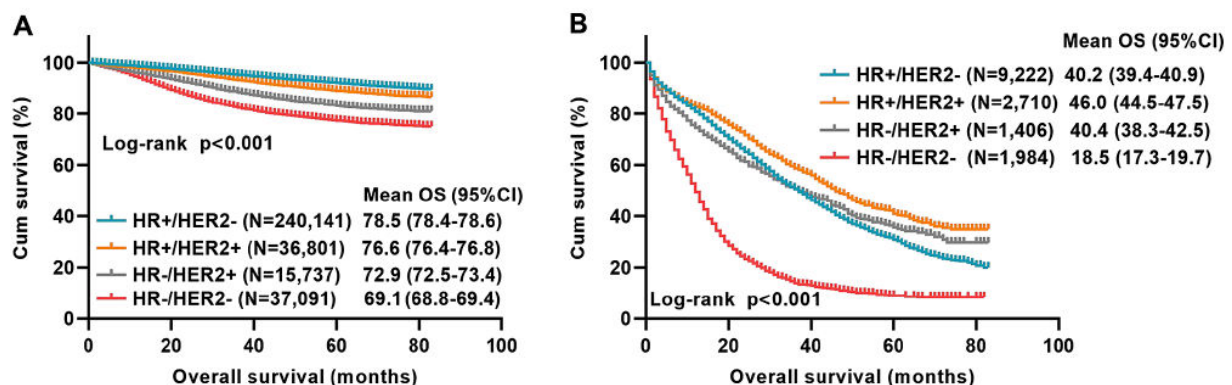 A
100
80
60
40
20
0
Cum survival (%)
Log-rank p<0.001
Mean OS (95%CI)
HR+/HER2- (N=240,141) 78.5 (78.4-78.6)
HR+/HER2+ (N=36,801) 76.6 (76.4-76.8)
HR-/HER2+ (N=15,737) 72.9 (72.5-73.4)
HR-/HER2- (N=37,091) 69.1 (68.8-69.4)
0 20 40 60 80 100
Overall survival (months)
B
100
80
60
40
20
0
Cum survival (%)
Mean OS (95%CI)
HR+/HER2- (N=9,222) 40.2 (39.4-40.9)
HR+/HER2+ (N=2,710) 46.0 (44.5-47.5)
HR-/HER2+ (N=1,406) 40.4 (38.3-42.5)
HR-/HER2- (N=1,984) 18.5 (17.3-19.7)
Log-rank p<0.001
0 20 40 60 80 100
Overall survival (months)